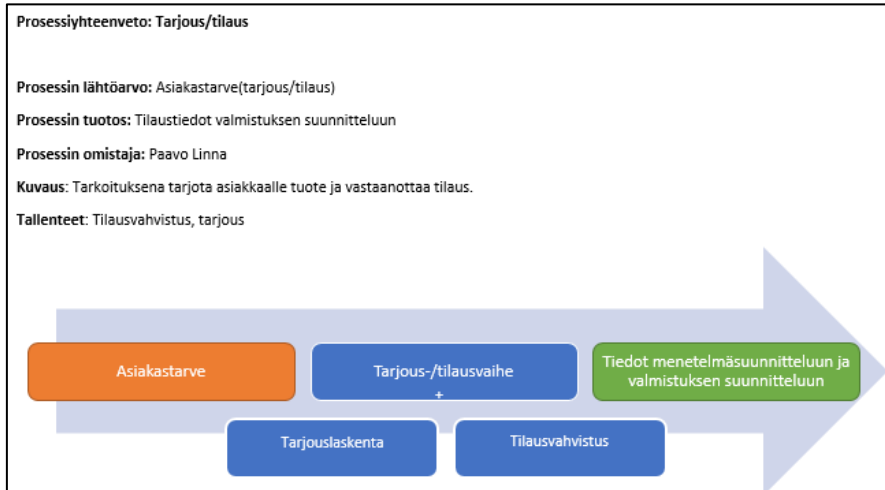 Prosessiyhteenveto: Tarjous/tilaus
Prosessin lähtöarvo: Asiakastarve(tarjous/tilaus)
Prosessin tuotos: Tilaustiedot valmistuksen suunnitteluun
Prosessin omistaja: Paavo Linna
Kuvaus: Tarkoituksena tarjota asiakkaalle tuote ja vastaanottaa tilaus.
Tallenteet: Tilausvahvistus, tarjous
Asiakastarve
Tarjous-/tilausvaihe
+
Tiedot menetelmäsuunnitteluun ja
valmistuksen suunnitteluun
Tarjouslaskenta
Tilausvahvistus